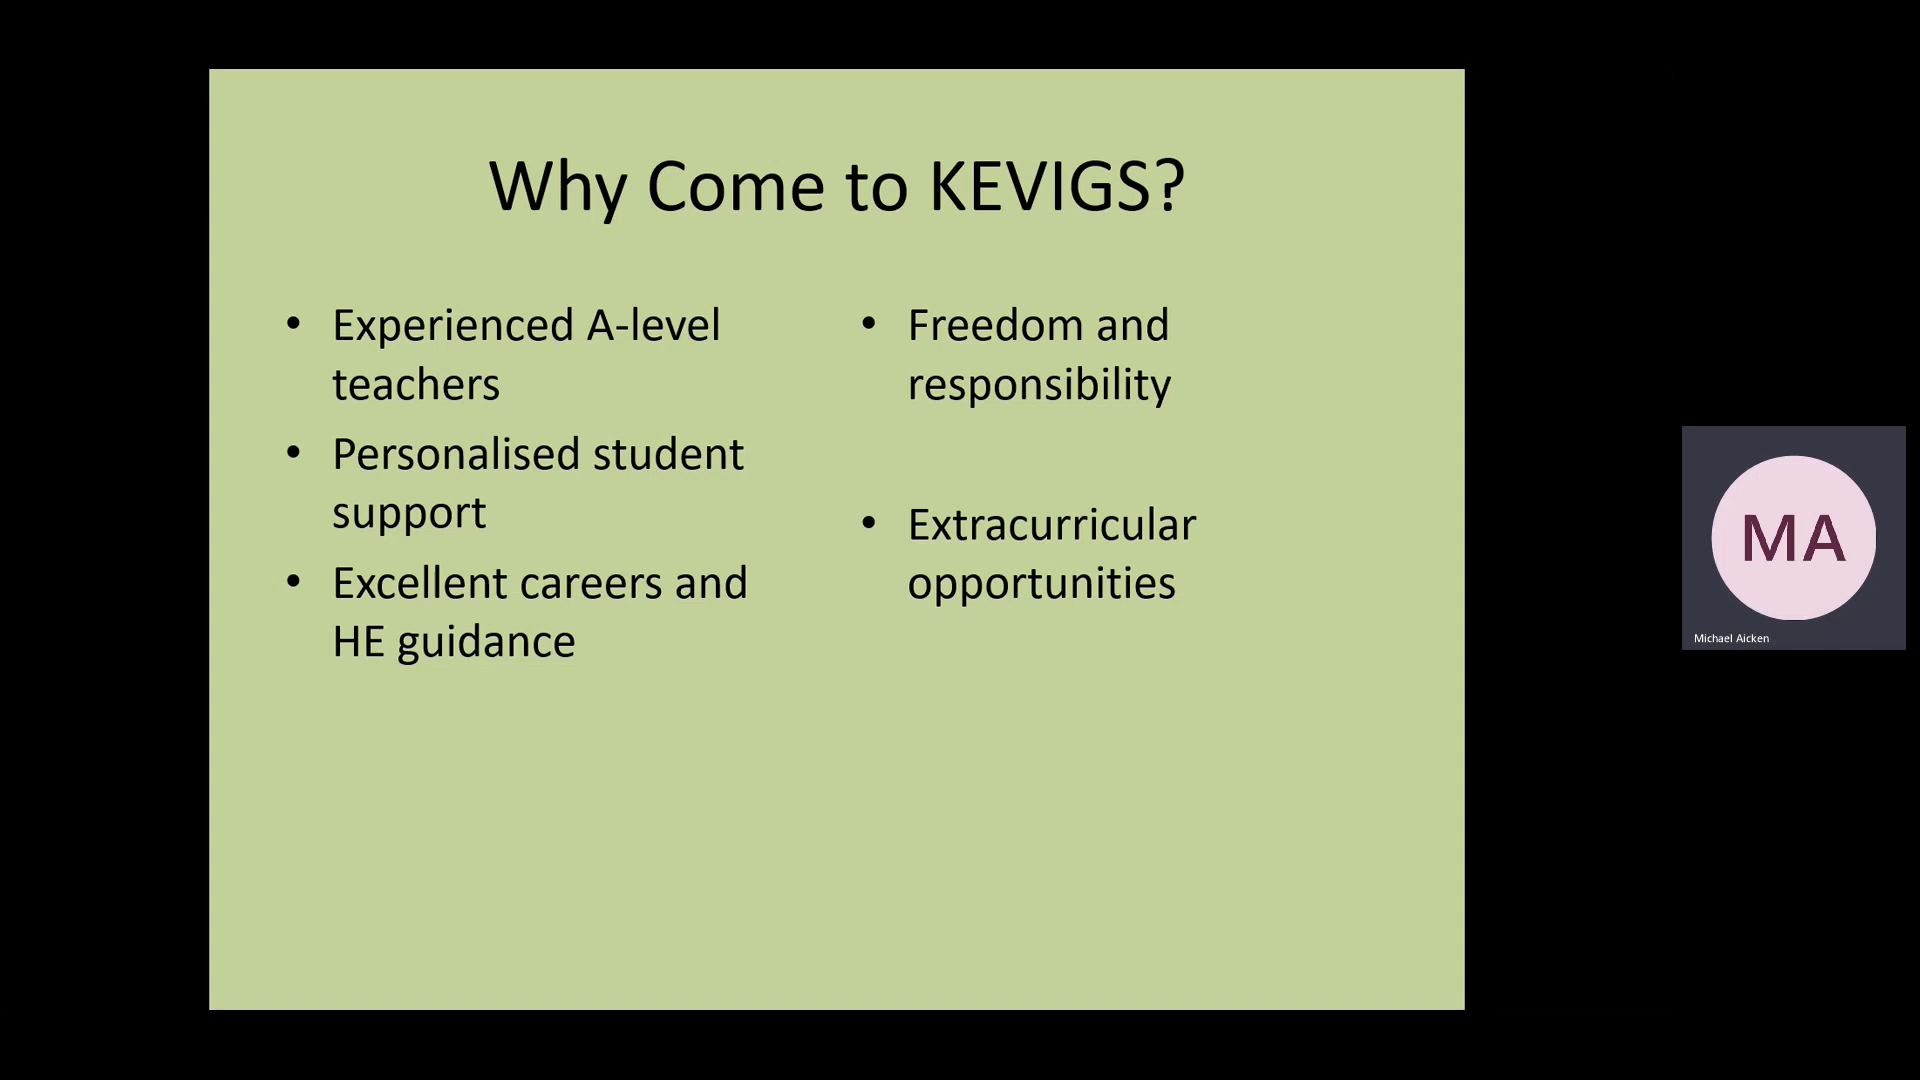 Why Come to KEVIGS?
• Experienced A-level
teachers
• Personalised student
support
• Excellent careers and
HE guidance
• Freedom and
responsibility
• Extracurricular
opportunities
MA
Michael Aicken